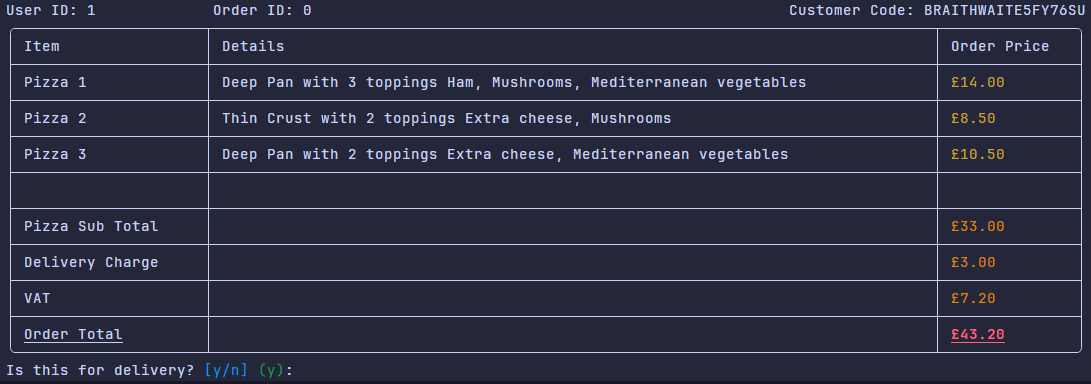 User ID: 1 Order ID: 0 Customer Code: BRAITHWAITE5FY76SU
Item Details Order Price
Pizza 1 Deep Pan with 3 toppings Ham, Mushrooms, Mediterranean vegetables £14.00
Pizza 2 Thin Crust with 2 toppings Extra cheese, Mushrooms £8.50
Pizza 3 Deep Pan with 2 toppings Extra cheese, Mediterranean vegetables £10.50
Pizza Sub Total £33.00
Delivery Charge £3.00
VAT £7.20
Order Total £43.20
Is this for delivery? [y/n] (y):